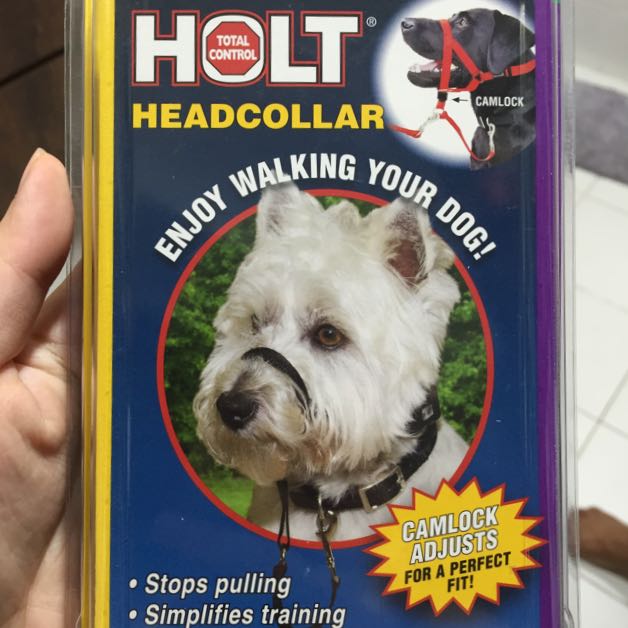 HOLT®
TOTAL
CONTROL
HEADCOLLAR
CAMLOCK
ENJOY WALKING YOUR DOG!
CAMLOCK
ADJUSTS
FOR A PERFECT
FIT!
• Stops pulling
• Simplifies training